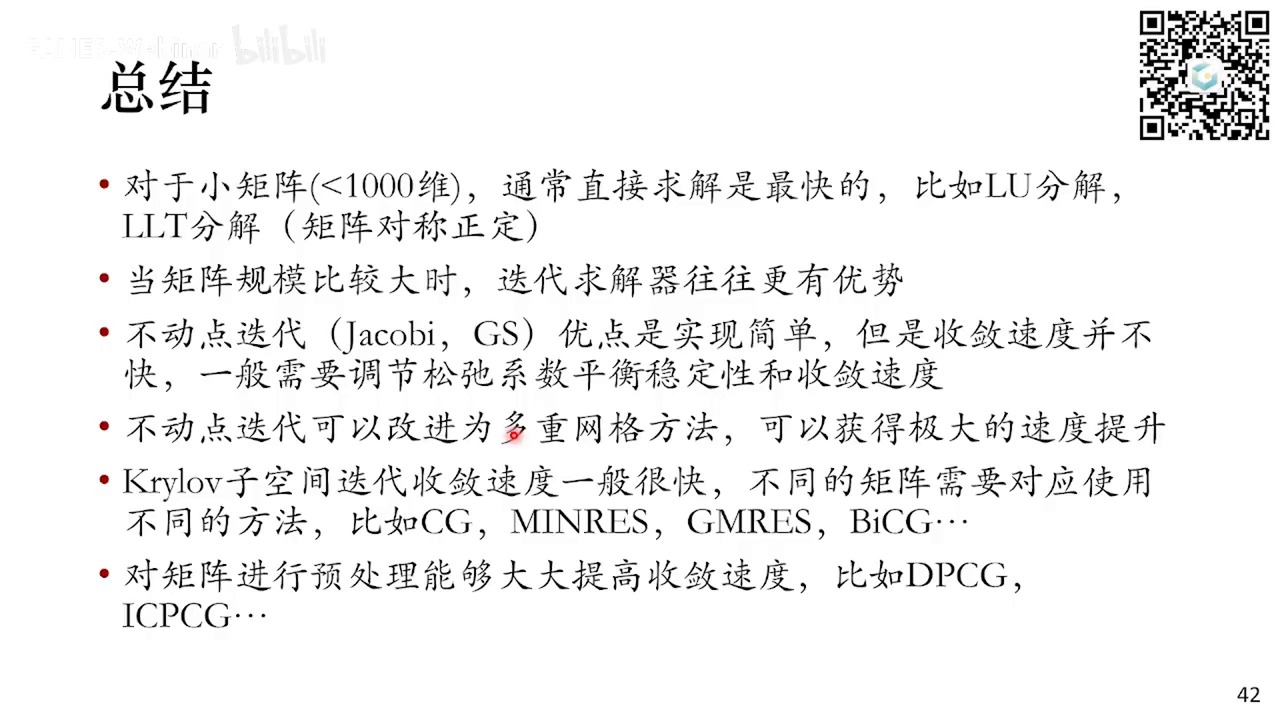 bilibili
总结
• 对于小矩阵(<1000维)，通常直接求解是最快的，比如LU分解，
LLT分解（矩阵对称正定）
• 当矩阵规模比较大时，迭代求解器往往更有优势
• 不动点迭代（Jacobi，GS）优点是实现简单，但是收敛速度并不
快，一般需要调节松弛系数平衡稳定性和收敛速度
• 不动点迭代可以改进为多重网格方法，可以获得极大的速度提升
• Krylov子空间迭代收敛速度一般很快，不同的矩阵需要对应使用
不同的方法，比如CG，MINRES，GMRES，BiCG…
• 对矩阵进行预处理能够大大提高收敛速度，比如DPCG，
ICPCG…
42